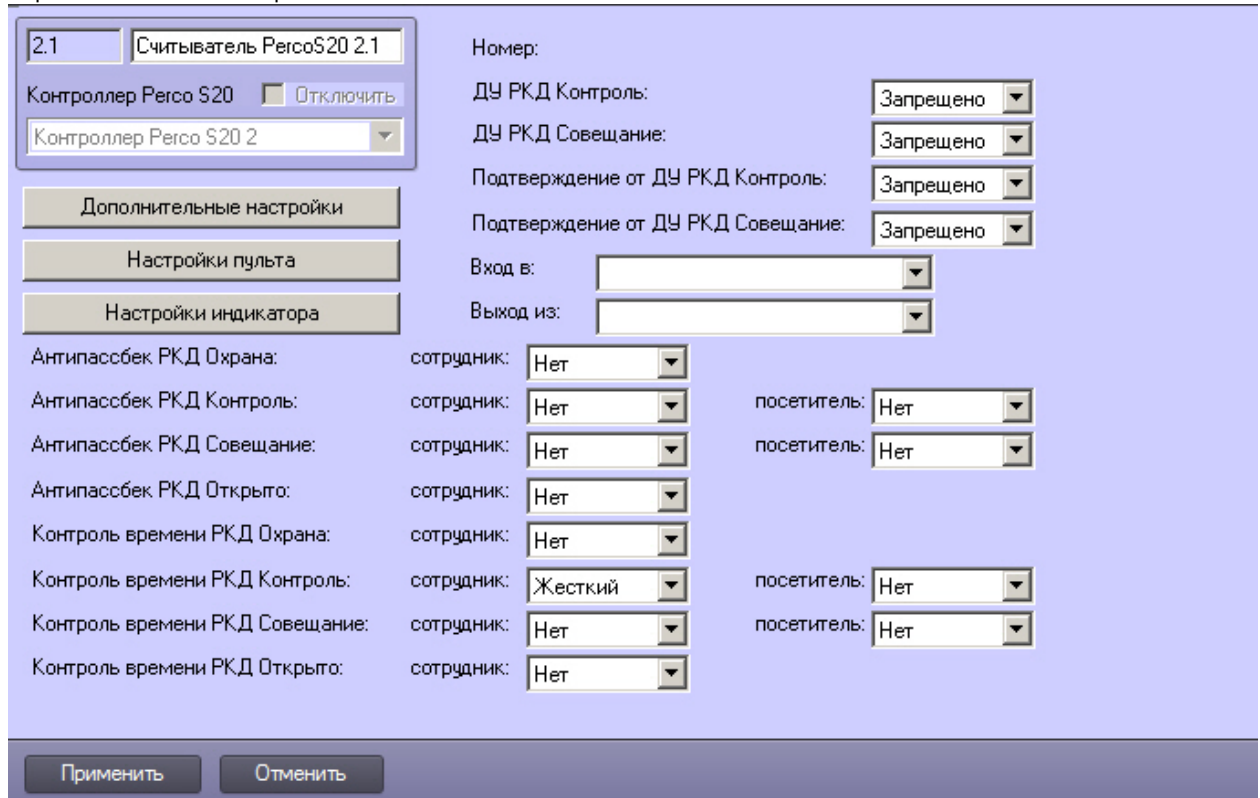 2.1 Считыватель PercoS20 2.1
Контроллер Perco S20 Отключить
Контроллер Perco S20 2
Дополнительные настройки
Настройки пульта
Настройки индикатора
Номер:
ДУ РКД Контроль: Запрещено
ДУ РКД Совещание: Запрещено
Подтверждение от ДУ РКД Контроль: Запрещено
Подтверждение от ДУ РКД Совещание: Запрещено
Вход в:
Выход из:
Антипассбек РКД Охрана: сотрудник: Нет
Антипассбек РКД Контроль: сотрудник: Нет посетитель: Нет
Антипассбек РКД Совещание: сотрудник: Нет посетитель: Нет
Антипассбек РКД Открыто: сотрудник: Нет
Контроль времени РКД Охрана: сотрудник: Нет
Контроль времени РКД Контроль: сотрудник: Жесткий посетитель: Нет
Контроль времени РКД Совещание: сотрудник: Нет посетитель: Нет
Контроль времени РКД Открыто: сотрудник: Нет
Применить Отменить